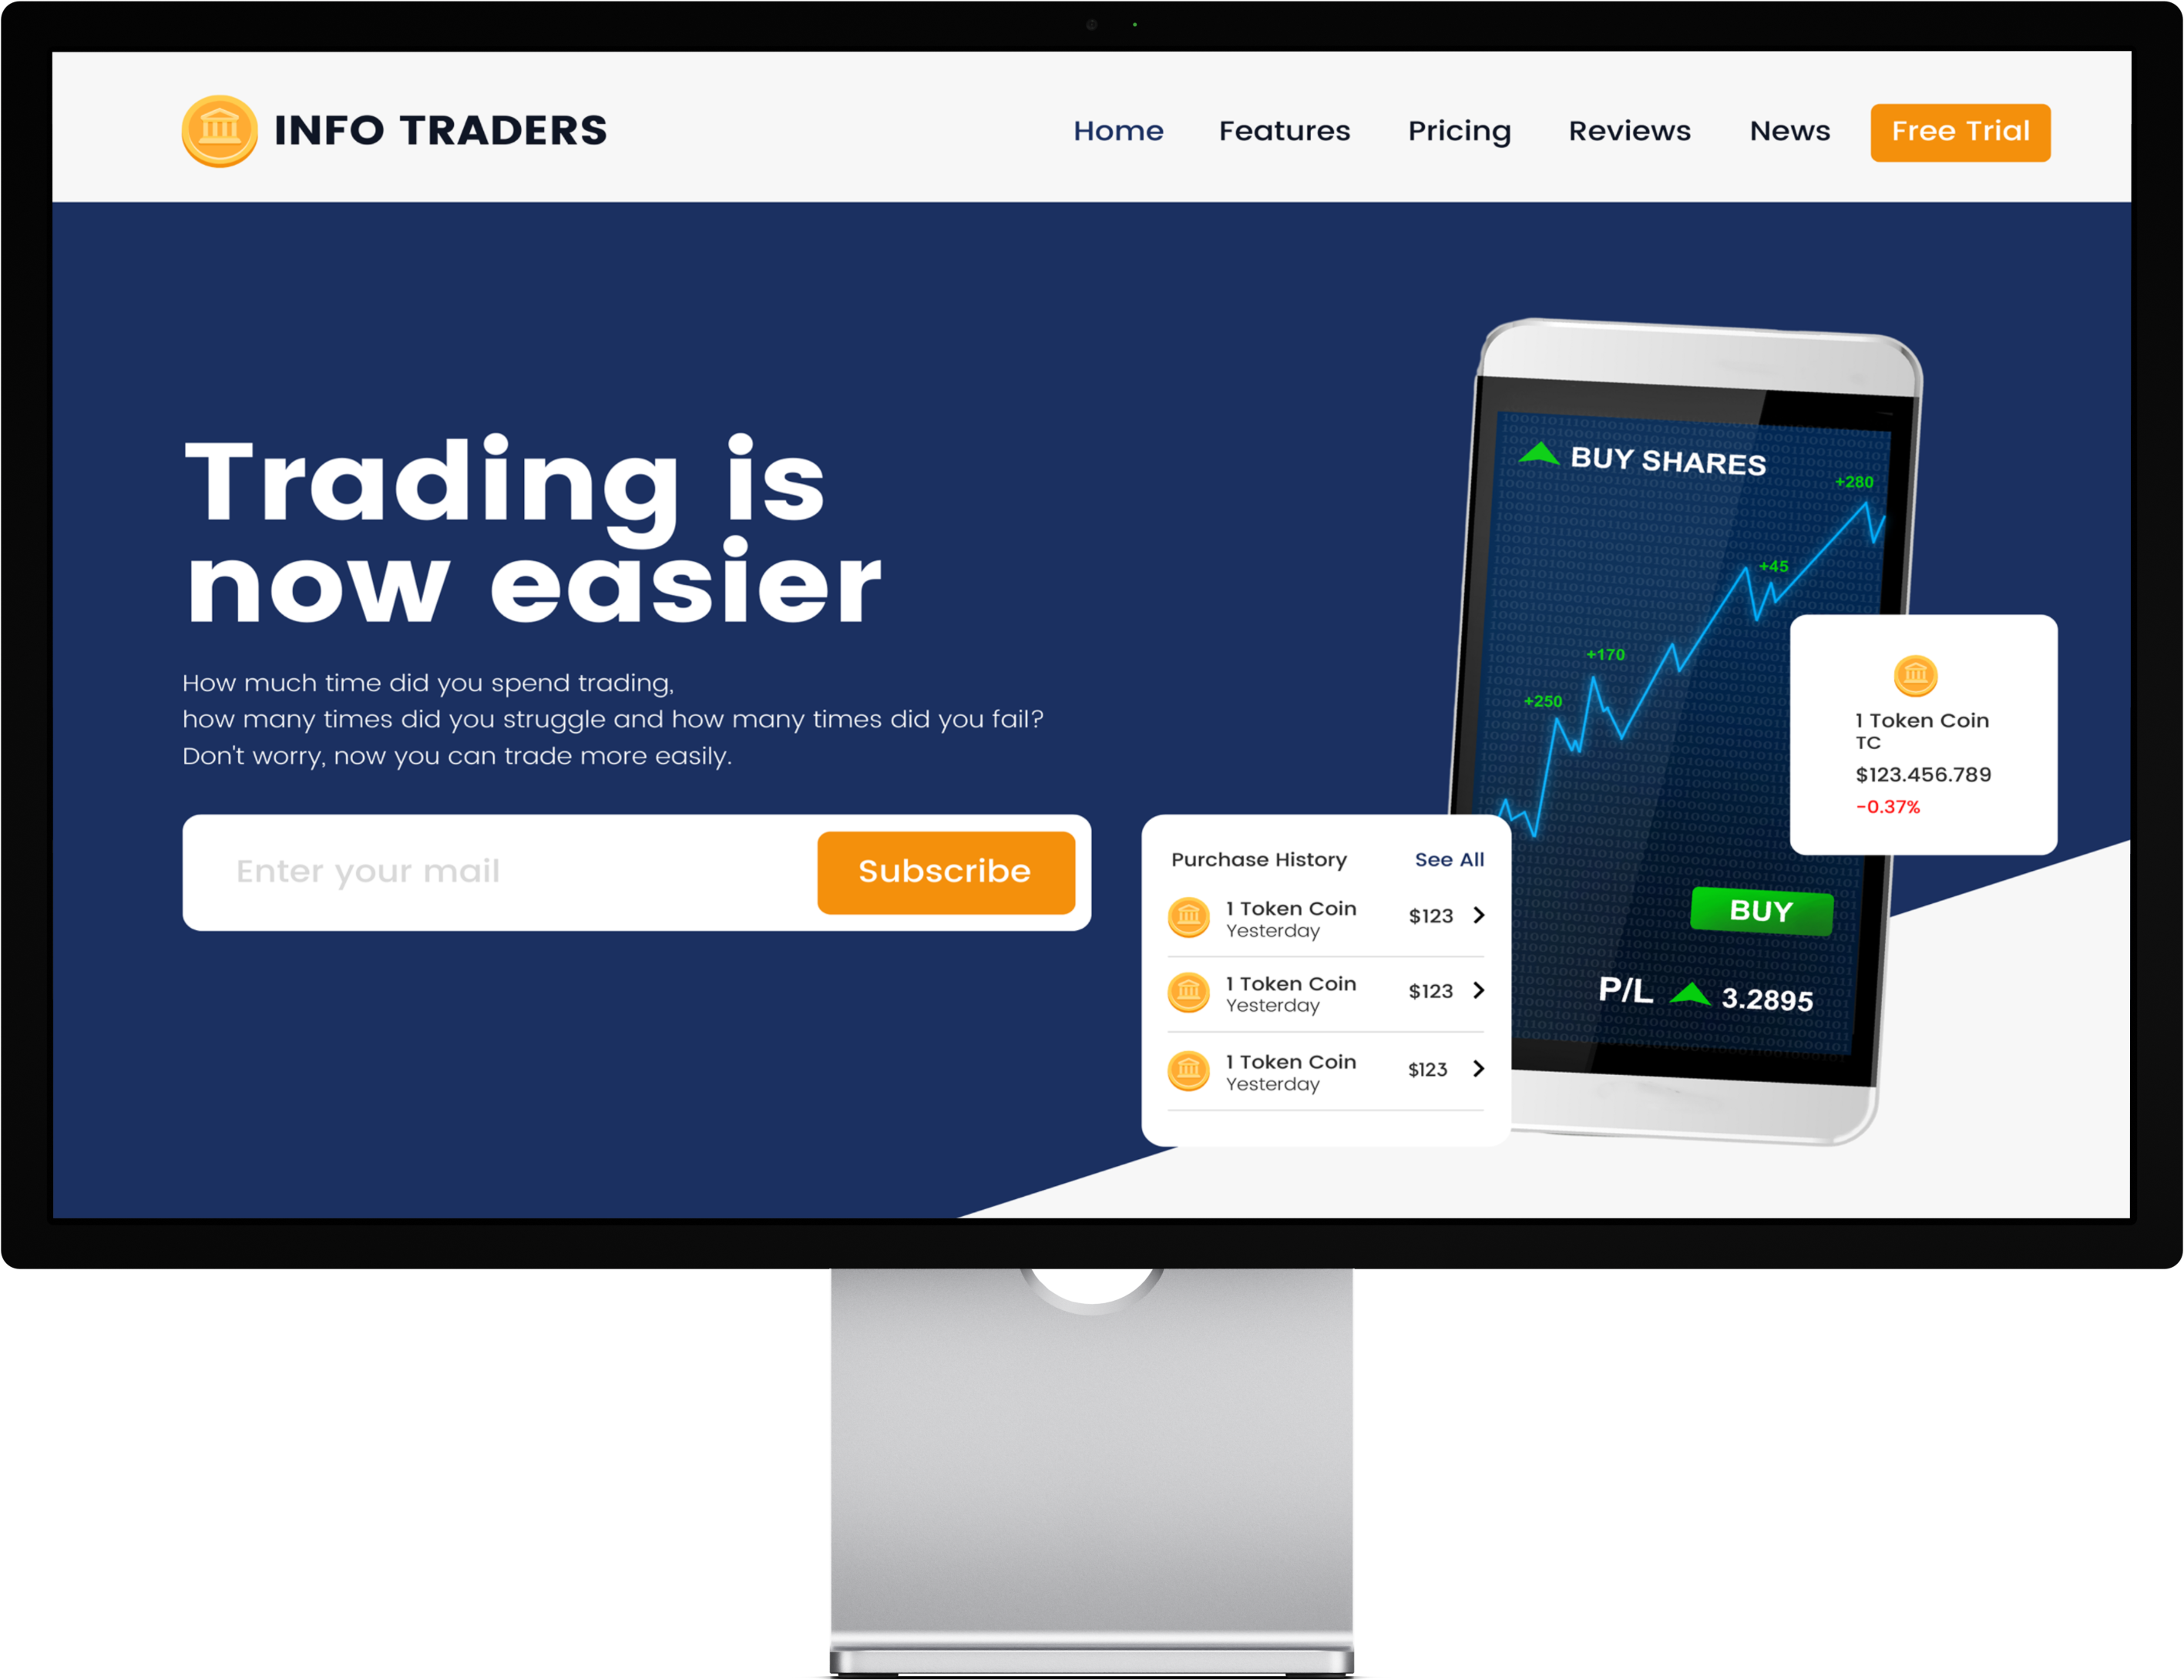 INFO TRADERS
Home
Features
Pricing
Reviews
News
Free Trial
Trading is
now easier
How much time did you spend trading,
how many times did you struggle and how many times did you fail?
Don't worry, now you can trade more easily.
Enter your mail
Subscribe
BUY SHARES
+280
+45
+170
+250
1 Token Coin
TC
$123.456.789
-0.37%
BUY
P/L 3.2895
Purchase History
See All
1 Token Coin
Yesterday
$123
1 Token Coin
Yesterday
$123
1 Token Coin
Yesterday
$123